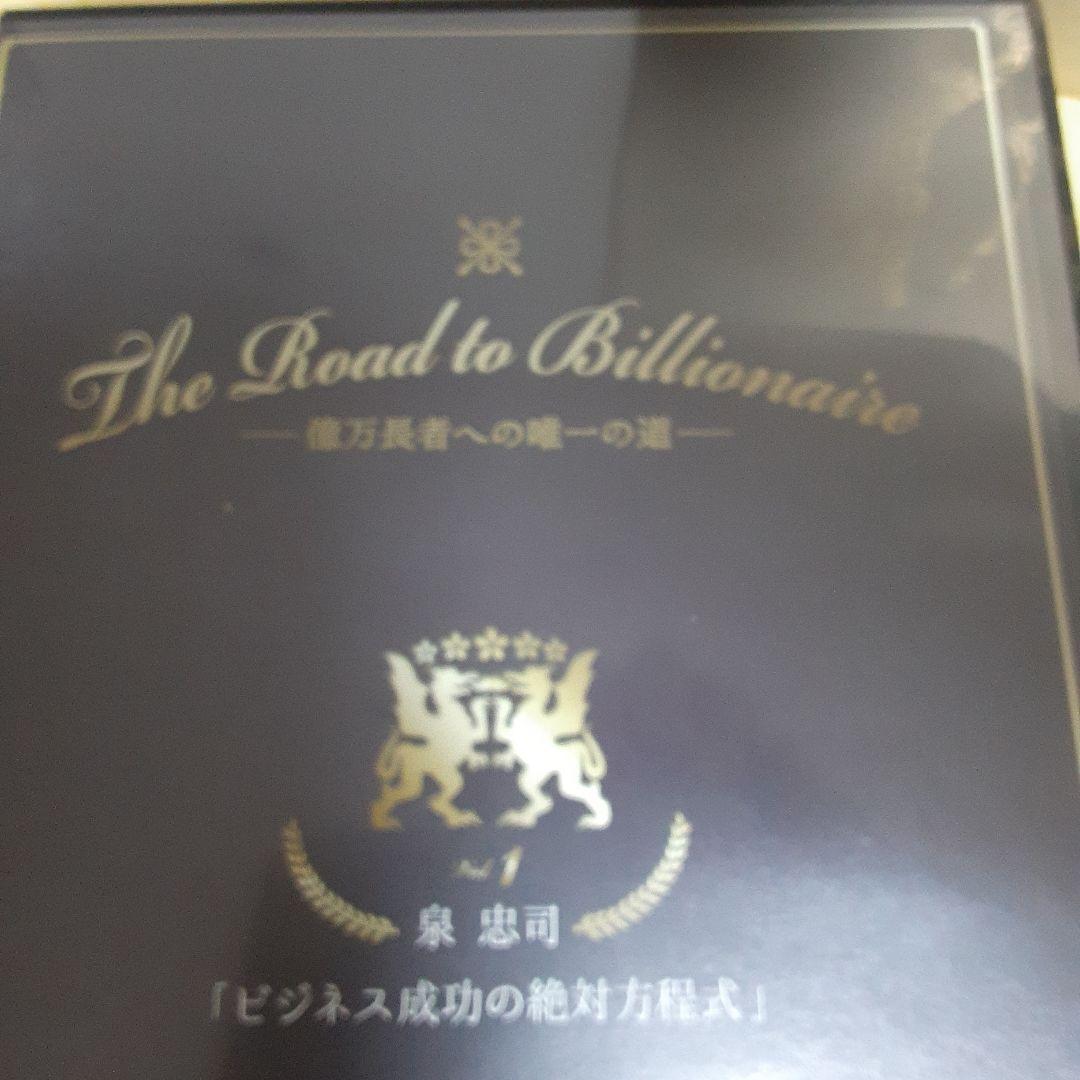 The Road to Billionaire
―億万長者への唯一の道―
Vol 1
泉 忠司
「ビジネス成功の絶対方程式」